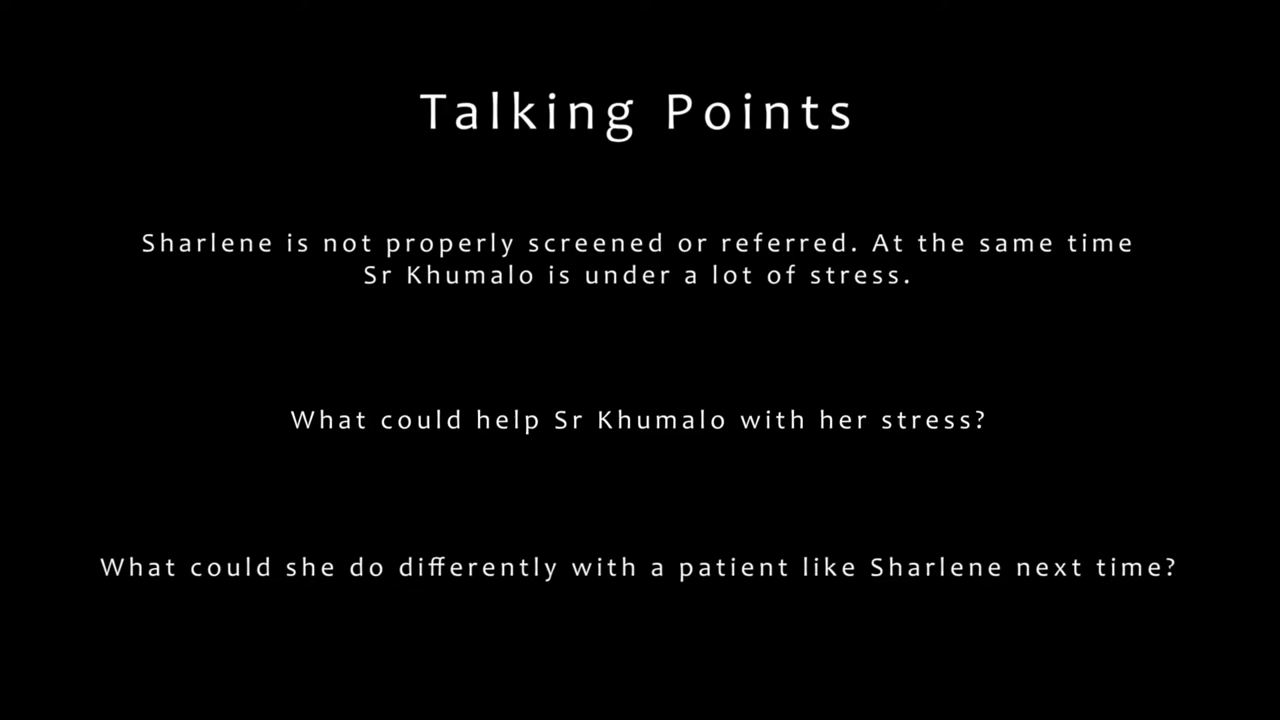 Talking Points
Sharlene is not properly screened or referred. At the same time
Sr Khumalo is under a lot of stress.
What could help Sr Khumalo with her stress?
What could she do differently with a patient like Sharlene next time?